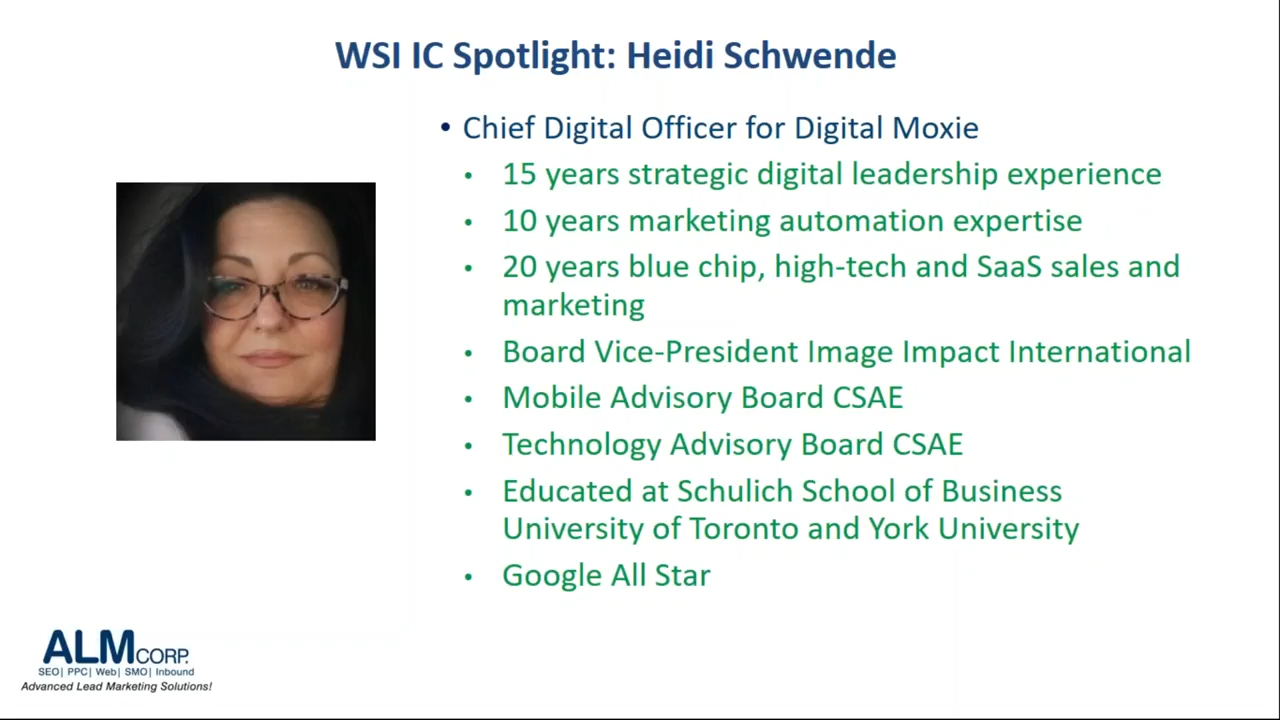 WSI IC Spotlight: Heidi Schwende
• Chief Digital Officer for Digital Moxie
• 15 years strategic digital leadership experience
• 10 years marketing automation expertise
• 20 years blue chip, high-tech and SaaS sales and
marketing
• Board Vice-President Image Impact International
• Mobile Advisory Board CSAE
• Technology Advisory Board CSAE
• Educated at Schulich School of Business
University of Toronto and York University
• Google All Star
ALM CORP.
SEO| PPC| Web| SMO| Inbound
Advanced Lead Marketing Solutions!